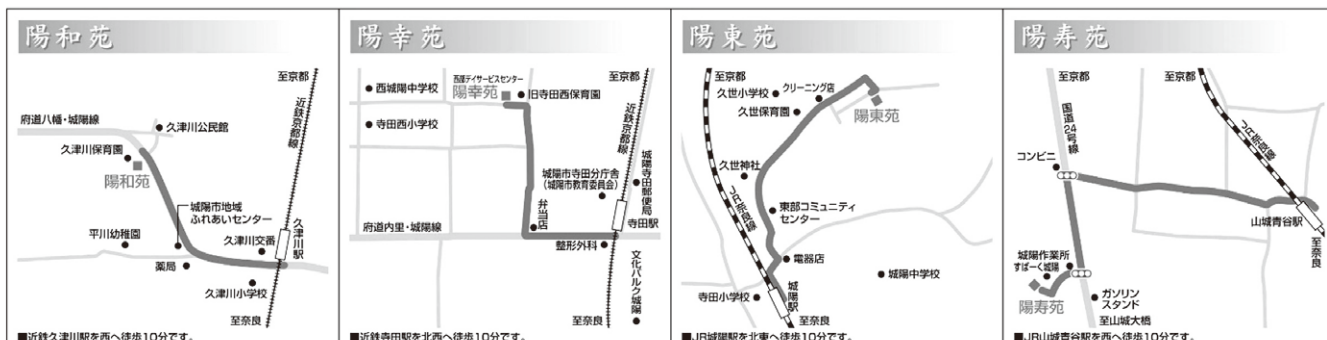 陽和苑
至京都
近鉄京都線
府道八幡・城陽線
久津川公民館
久津川保育園
陽和苑
城陽市地域
ふれあいセンター
平川幼稚園
久津川交番
久津川駅
薬局
久津川小学校
至奈良
■近鉄久津川駅を西へ徒歩10分です。
陽幸苑
至京都
西城陽中学校
西部デイサービスセンター
陽幸苑
旧寺田西保育園
近鉄京都線
寺田西小学校
城陽寺田郵便局
城陽市寺田分庁舎
(城陽市教育委員会)
弁当店
寺田駅
府道内里・城陽線
整形外科
文化パルク城陽
至奈良
■近鉄寺田駅を北西へ徒歩10分です。
陽東苑
至京都
久世小学校
クリーニング店
久世保育園
陽東苑
久世神社
JR奈良線
東部コミュニティ
センター
電器店
城陽中学校
城陽駅
寺田小学校
至奈良
■JR城陽駅を北東へ徒歩10分です。
陽寿苑
至京都
至京都
国道24号線
JR奈良線
コンビニ
山城青谷駅
至奈良
城陽作業所
すぱーく城陽
陽寿苑
ガソリン
スタンド
至山城大橋
■JR山城青谷駅を西へ徒歩10分です。